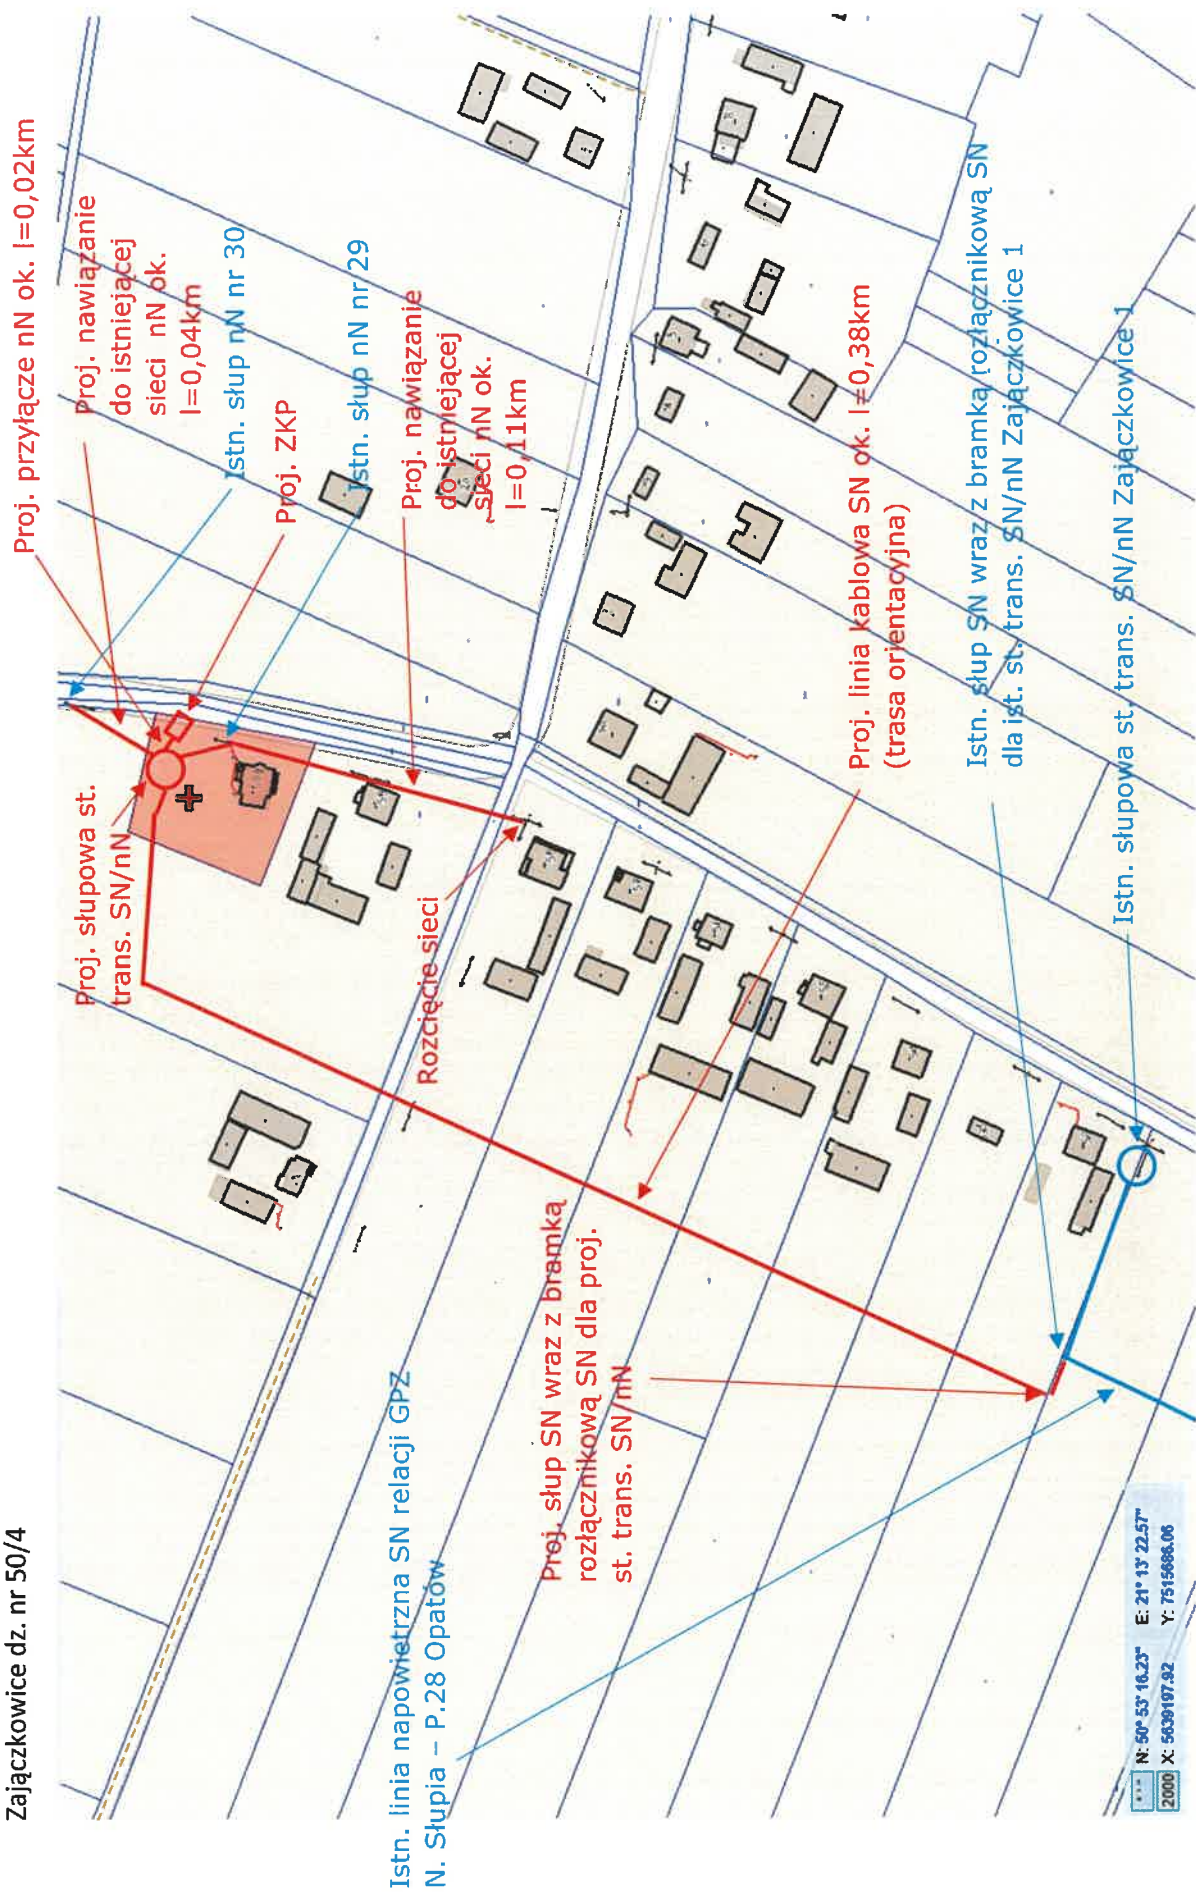 Zajączkowice dz. nr 50/4
Proj. przyłącze nN ok. l=0,02km
Proj. nawiązanie
do istniejącej
sieci nN ok.
l=0,04km
Istn. słup nN nr 30
Proj. ZKP
Istn. słup nN nr 29
Proj. nawiązanie
do istniejącej
sieci nN ok.
l=0,11km
Proj. słupowa st.
trans. SN/nN
Rozcięcie sieci
Proj. linia kablowa SN ok. l=0,38km
(trasa orientacyjna)
Istn. słup SN wraz z bramką rozłącznikową SN
dla ist. st. trans. SN/nN Zajączkowice 1
Istn. słupowa st. trans. SN/nN Zajączkowice 1
Proj. słup SN wraz z bramką
rozłącznikową SN dla proj.
st. trans. SN/nN
Istn. linia napowietrzna SN relacji GPZ
N. Słupia – P.28 Opatów
N: 50° 53' 16.23" E: 21° 13' 22.57"
2000 X: 5639197.92 Y: 7515686.06